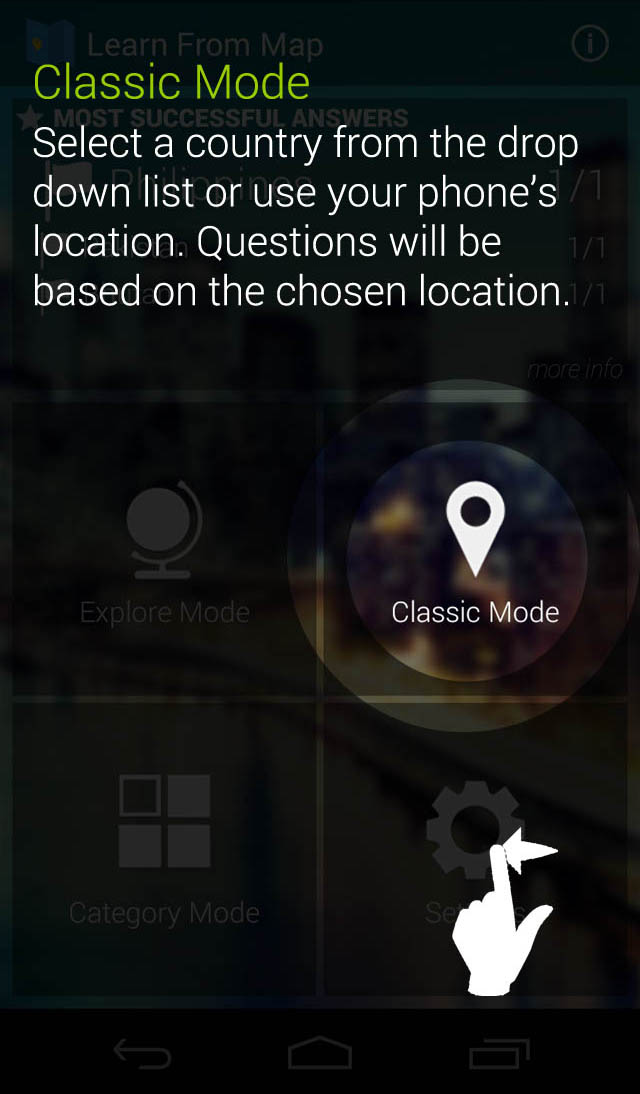 Learn From Map
Classic Mode
MOST SUCCESSFUL ANSWERS
Select a country from the drop
Philippines 1/1
down list or use your phone’s
location. Questions will be
1/1
based on the chosen location.
1/1
more info
Explore Mode
Classic Mode
Category Mode